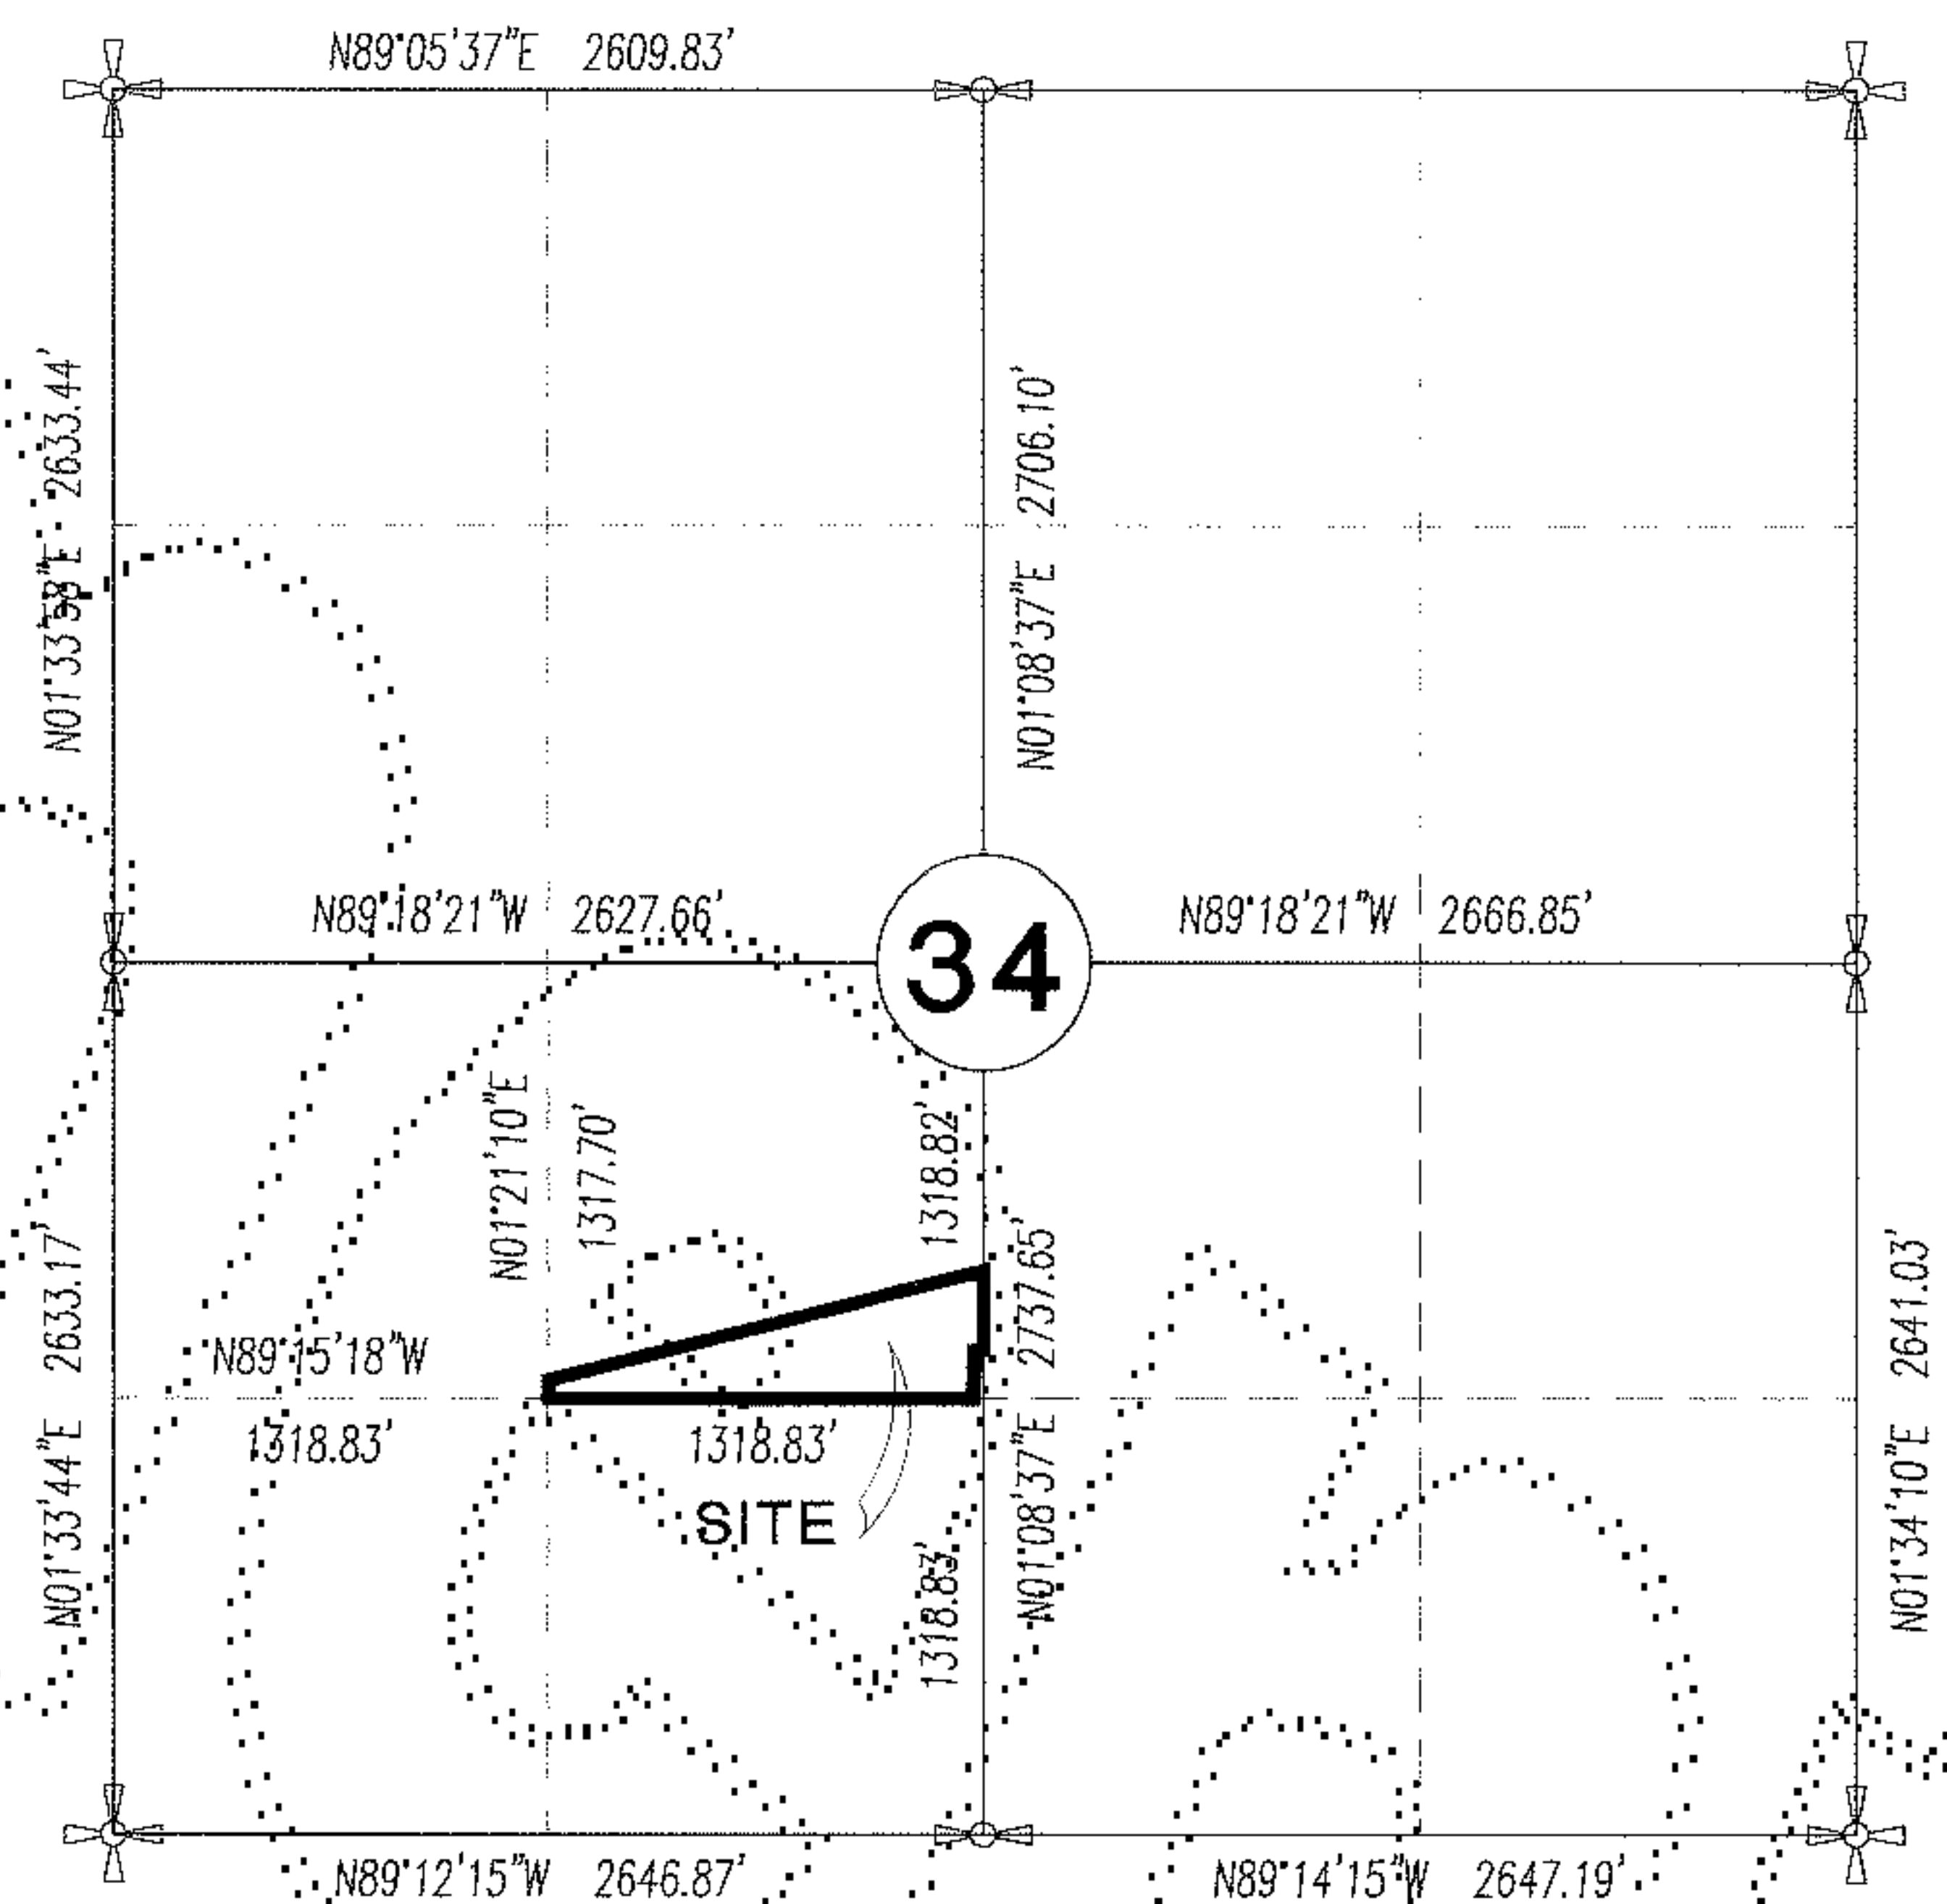 N89°05'37"E 2609.83'
N01°33'58"E 2633.44'
N01°08'37"E 2706.10'
N89°18'21"W 2627.66'
34
N89°18'21"W 2666.85'
N01°21'10"E
1317.70'
1318.82'
N01°33'44"E 2633.17'
N89°15'18"W
1318.83'
1318.83'
SITE
1318.83'
N01°08'37"E 2737.65'
N01°34'10"E 2641.03'
N89°12'15"W 2646.87'
N89°14'15"W 2647.19'